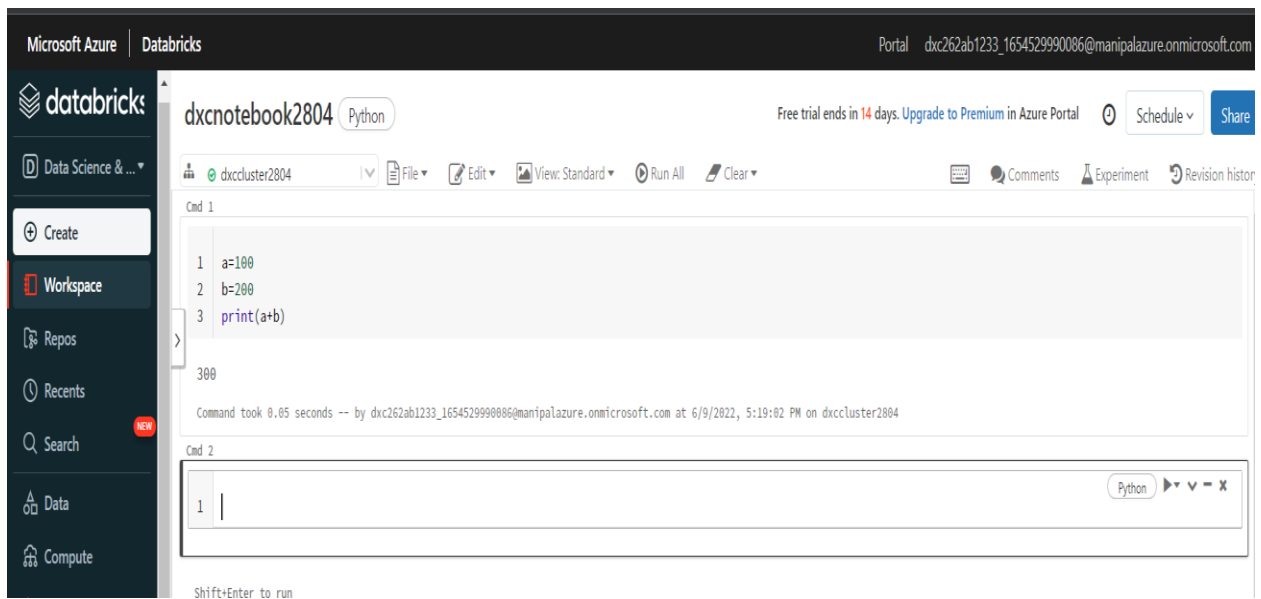 Microsoft Azure | Databricks
Portal dxc262ab1233_1654529990086@manipalazure.onmicrosoft.com
databricks
dxcnotebook2804 Python
Free trial ends in 14 days. Upgrade to Premium in Azure Portal
Schedule
Share
D Data Science & ...
dxccluster2804
File
Edit
View: Standard
Run All
Clear
Comments
Experiment
Revision history
Create
Workspace
Repos
Recents
Search
NEW
Data
Compute
Cmd 1
1 a=100
2 b=200
3 print(a+b)
300
Command took 0.05 seconds -- by dxc262ab1233_1654529990086@manipalazure.onmicrosoft.com at 6/9/2022, 5:19:02 PM on dxccluster2804
Cmd 2
1
Python
Shift+Enter to run